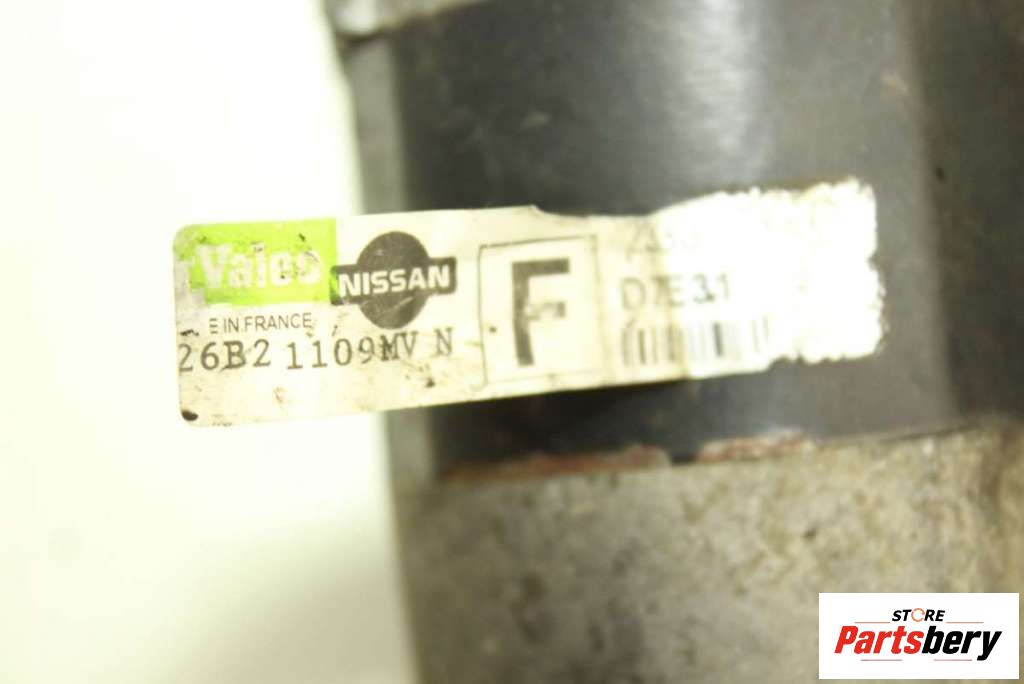 Valeo
NISSAN
F
D7E31
E IN FRANCE
26B2 1109MV N
STORE
Partsbery